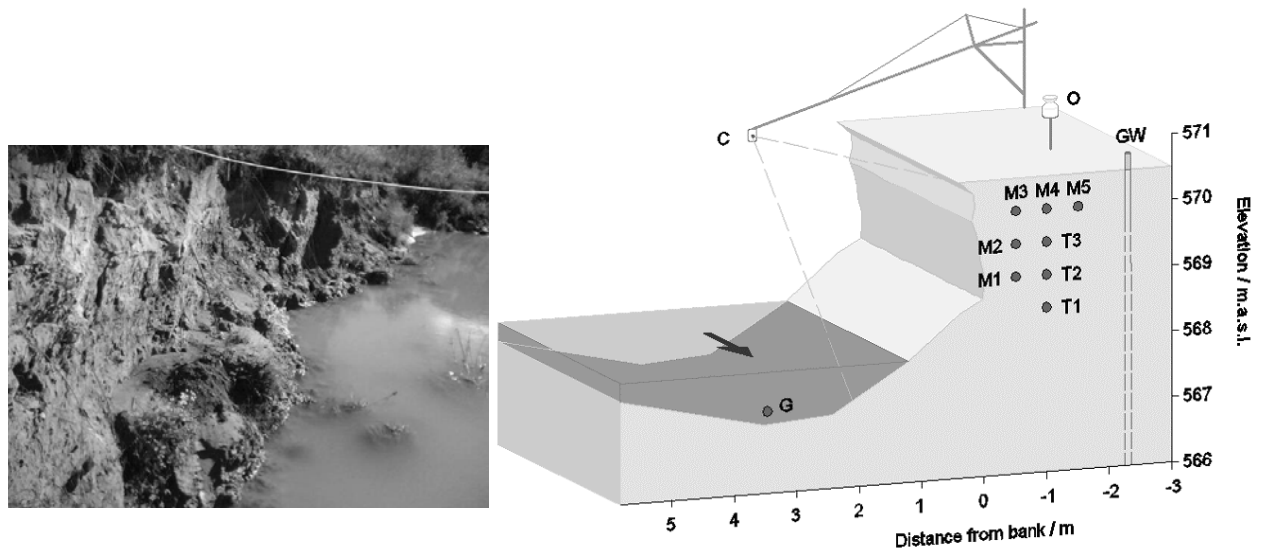 C
O
GW
M3 M4 M5
M2
T3
M1
T2
T1
G
571
570
569
568
567
566
Elevation / m.a.s.l.
5 4 3 2 1 0 -1 -2 -3
Distance from bank / m